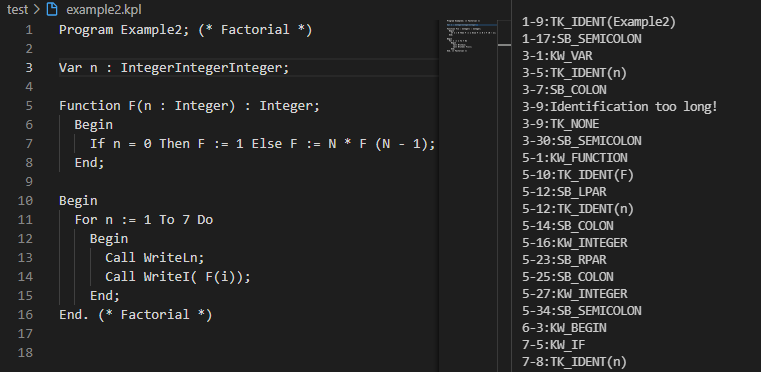 test > example2.kpl
1 Program Example2; (* Factorial *)
2
3 Var n : IntegerIntegerInteger;
4
5 Function F(n : Integer) : Integer;
6 Begin
7 If n = 0 Then F := 1 Else F := N * F (N - 1);
8 End;
9
10 Begin
11 For n := 1 To 7 Do
12 Begin
13 Call WriteLn;
14 Call WriteI( F(i));
15 End;
16 End. (* Factorial *)
17
18
1-9:TK_IDENT(Example2)
1-17:SB_SEMICOLON
3-1:KW_VAR
3-5:TK_IDENT(n)
3-7:SB_COLON
3-9:Identification too long!
3-9:TK_NONE
3-30:SB_SEMICOLON
5-1:KW_FUNCTION
5-10:TK_IDENT(F)
5-12:SB_LPAR
5-12:TK_IDENT(n)
5-14:SB_COLON
5-16:KW_INTEGER
5-23:SB_RPAR
5-25:SB_COLON
5-27:KW_INTEGER
5-34:SB_SEMICOLON
6-3:KW_BEGIN
7-5:KW_IF
7-8:TK_IDENT(n)